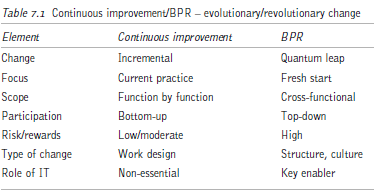 Table 7.1 Continuous improvement/BPR – evolutionary/revolutionary change
Element Continuous improvement BPR
Change Incremental Quantum leap
Focus Current practice Fresh start
Scope Function by function Cross-functional
Participation Bottom-up Top-down
Risk/rewards Low/moderate High
Type of change Work design Structure, culture
Role of IT Non-essential Key enabler